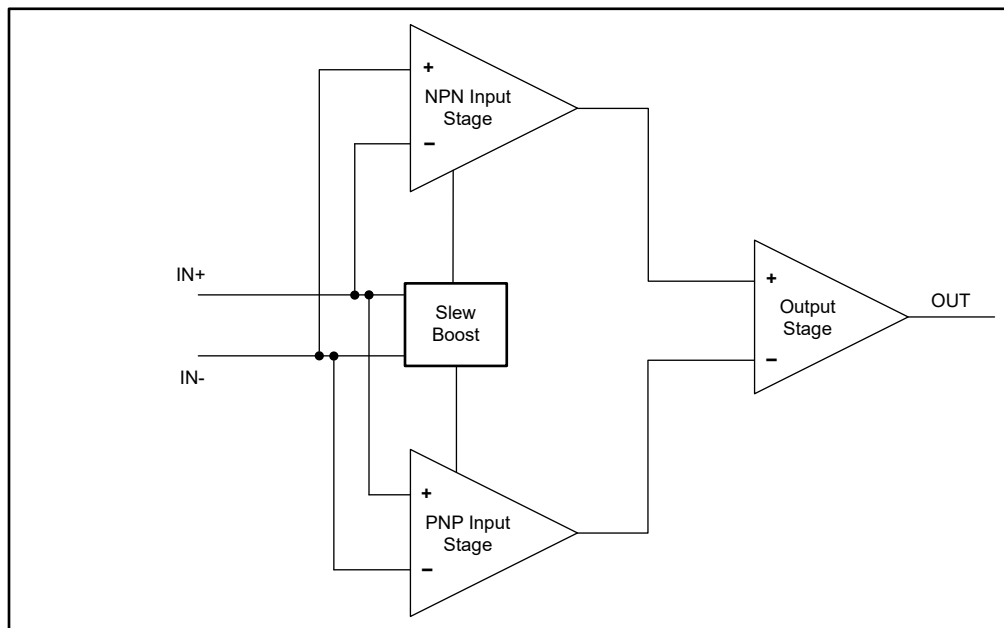 +
NPN Input
Stage
−
IN+
Slew
Boost
IN-
+
Output
Stage
−
OUT
+
PNP Input
Stage
−